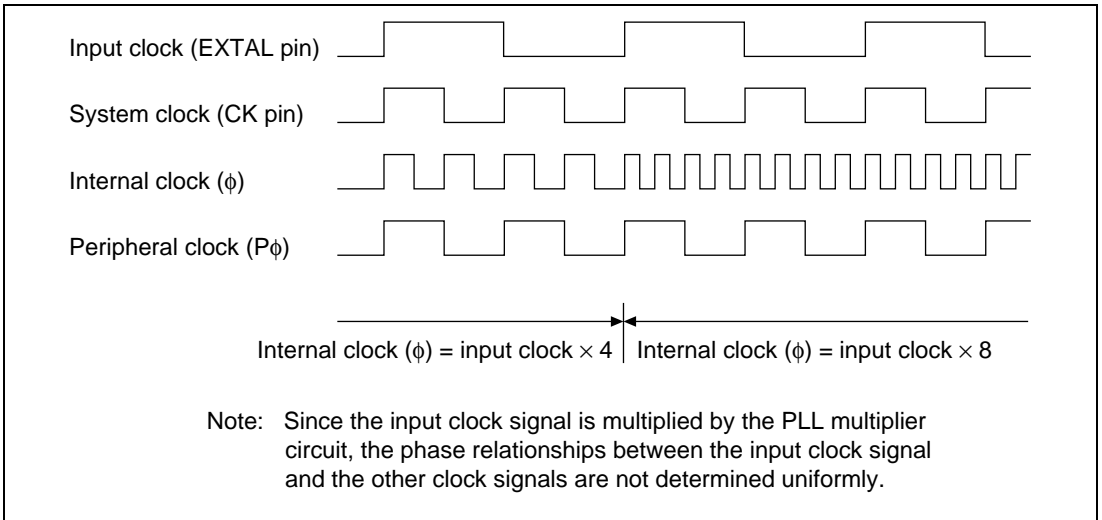 Input clock (EXTAL pin)
System clock (CK pin)
Internal clock (ϕ)
Peripheral clock (Pϕ)
Internal clock (ϕ) = input clock × 4
Internal clock (ϕ) = input clock × 8
Note: Since the input clock signal is multiplied by the PLL multiplier
circuit, the phase relationships between the input clock signal
and the other clock signals are not determined uniformly.